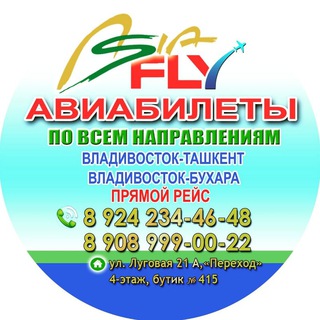 ASIA
FLY
АВИАБИЛЕТЫ
ПО ВСЕМ НАПРАВЛЕНИЯМ
ВЛАДИВОСТОК-ТАШКЕНТ
ВЛАДИВОСТОК-БУХАРА
ПРЯМОЙ РЕЙС
8 924 234-46-48
8 908 999-00-22
ул. Луговая 21 А,«Переход»
4-этаж, бутик № 415